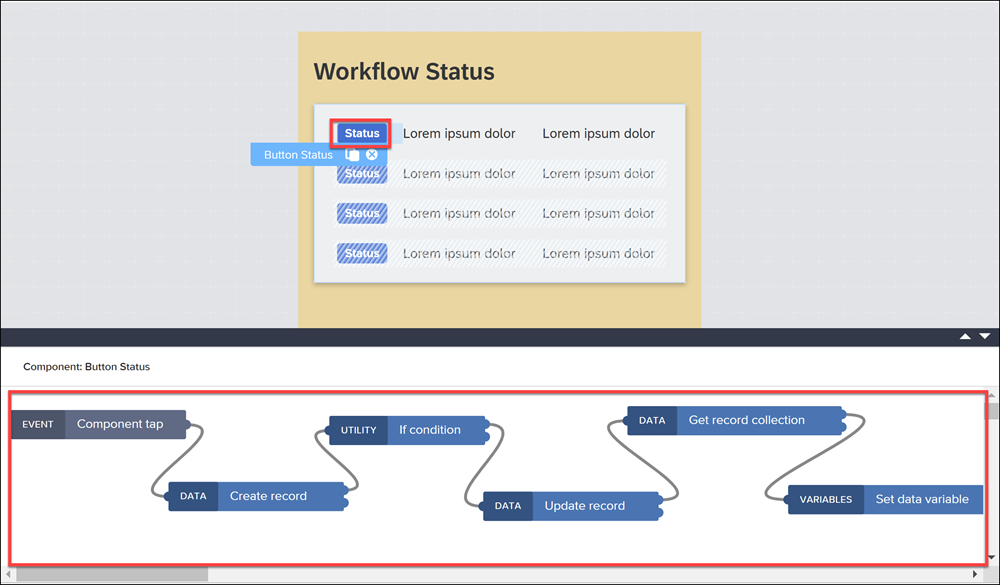 Workflow Status
Status Lorem ipsum dolor Lorem ipsum dolor
Button Status
Status Lorem ipsum dolor Lorem ipsum dolor
Status Lorem ipsum dolor Lorem ipsum dolor
Status Lorem ipsum dolor Lorem ipsum dolor
Component: Button Status
EVENT Component tap
UTILITY If condition
DATA Get record collection
DATA Create record
DATA Update record
VARIABLES Set data variable